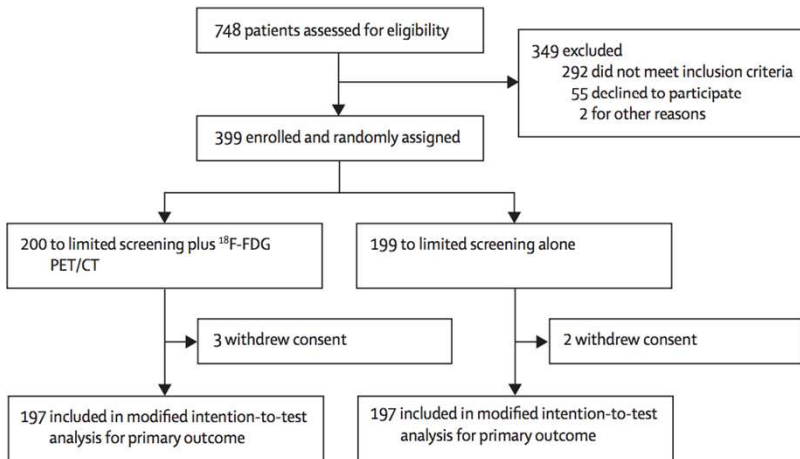 748 patients assessed for eligibility
349 excluded
292 did not meet inclusion criteria
55 declined to participate
2 for other reasons
399 enrolled and randomly assigned
200 to limited screening plus ¹⁸F-FDG
PET/CT
199 to limited screening alone
3 withdrew consent
2 withdrew consent
197 included in modified intention-to-test
analysis for primary outcome
197 included in modified intention-to-test
analysis for primary outcome